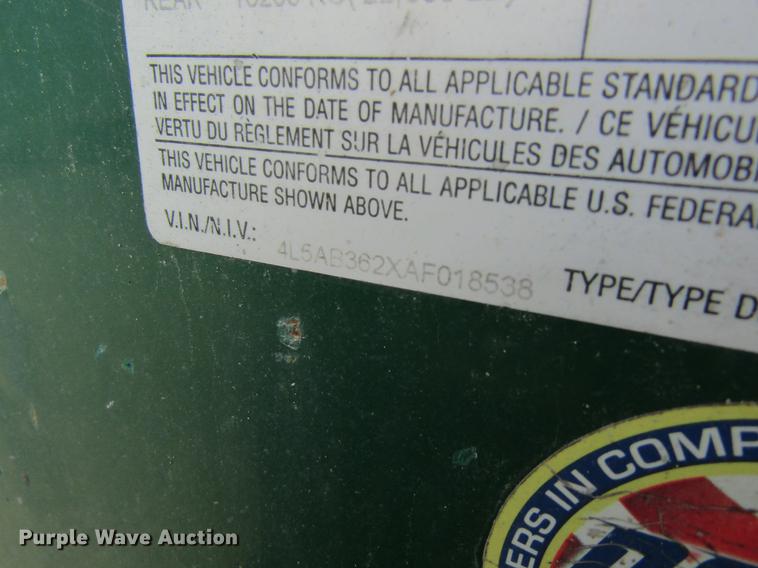 REAR
THIS VEHICLE CONFORMS TO ALL APPLICABLE STANDARD
IN EFFECT ON THE DATE OF MANUFACTURE. / CE VÉHICU
VERTU DU RÈGLEMENT SUR LA VÉHICULES DES AUTOMOBI
THIS VEHICLE CONFORMS TO ALL APPLICABLE U.S. FEDERA
MANUFACTURE SHOWN ABOVE.
V.I.N./N.I.V.: 4L5AB362XAF018538 TYPE/TYPE D
ERS IN COMP
Purple Wave Auction